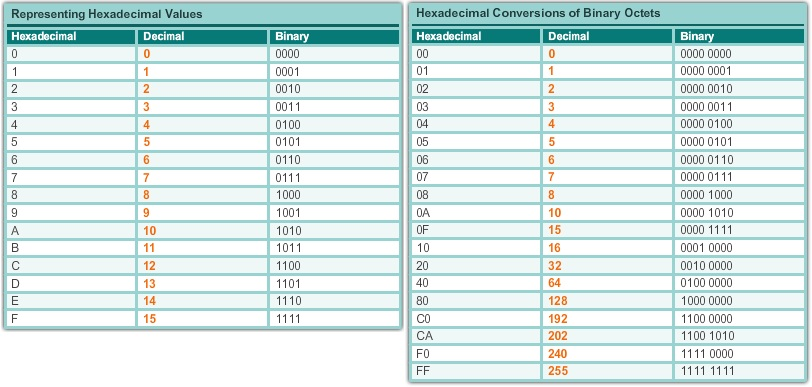 Representing Hexadecimal Values
Hexadecimal Decimal Binary
0 0 0000
1 1 0001
2 2 0010
3 3 0011
4 4 0100
5 5 0101
6 6 0110
7 7 0111
8 8 1000
9 9 1001
A 10 1010
B 11 1011
C 12 1100
D 13 1101
E 14 1110
F 15 1111
Hexadecimal Conversions of Binary Octets
Hexadecimal Decimal Binary
00 0 0000 0000
01 1 0000 0001
02 2 0000 0010
03 3 0000 0011
04 4 0000 0100
05 5 0000 0101
06 6 0000 0110
07 7 0000 0111
08 8 0000 1000
0A 10 0000 1010
0F 15 0000 1111
10 16 0001 0000
20 32 0010 0000
40 64 0100 0000
80 128 1000 0000
C0 192 1100 0000
CA 202 1100 1010
F0 240 1111 0000
FF 255 1111 1111